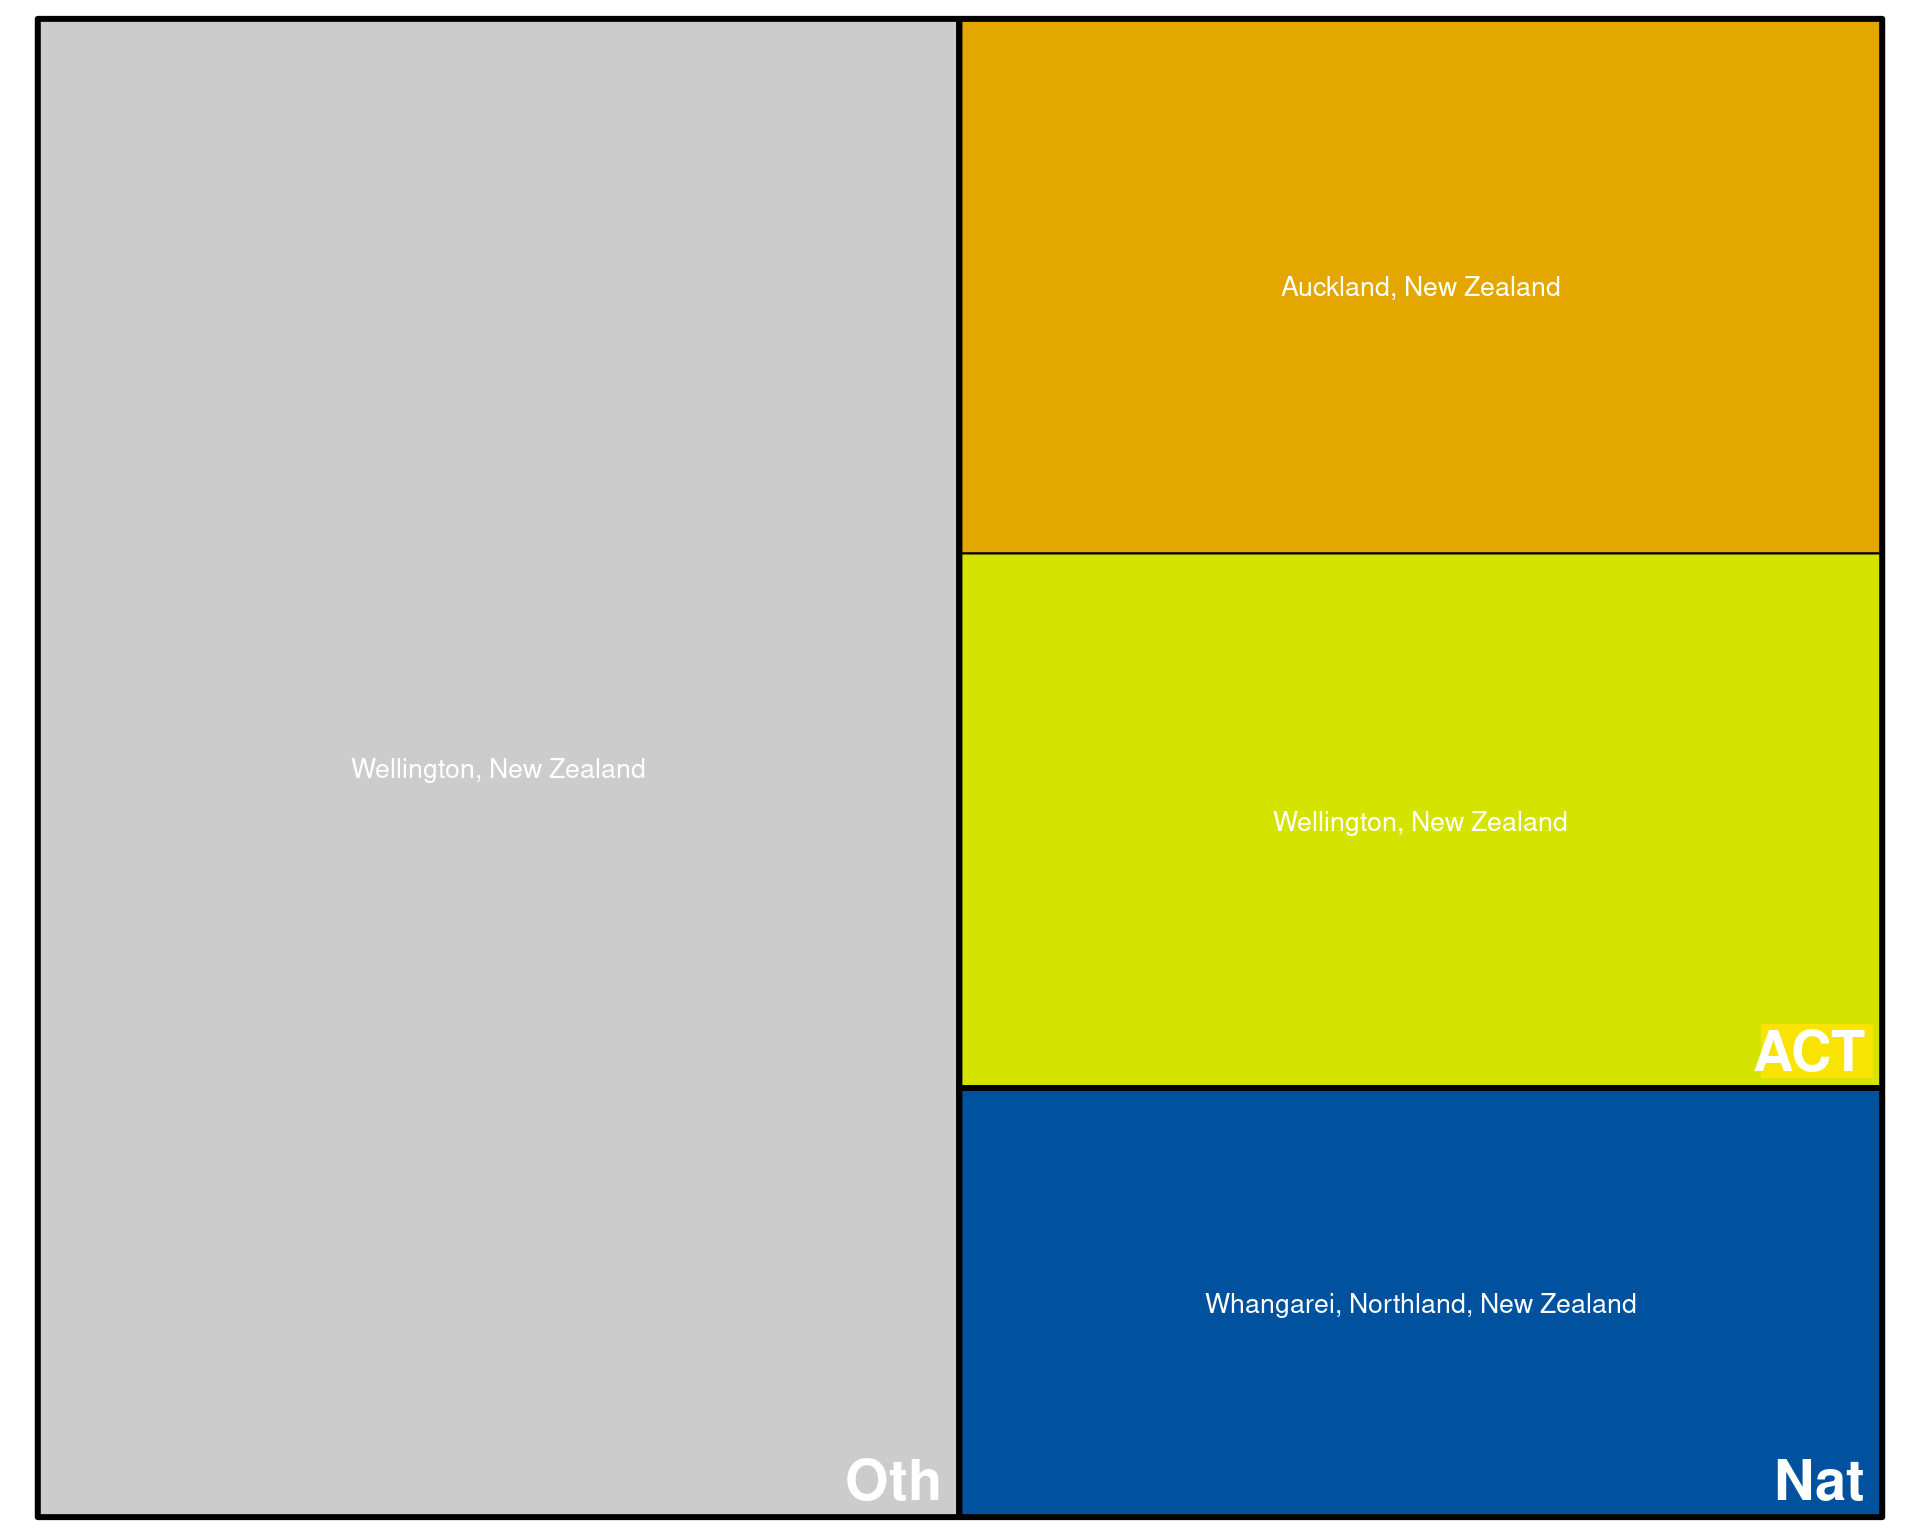 Wellington, New Zealand
Oth
Auckland, New Zealand
Wellington, New Zealand
ACT
Whangarei, Northland, New Zealand
Nat